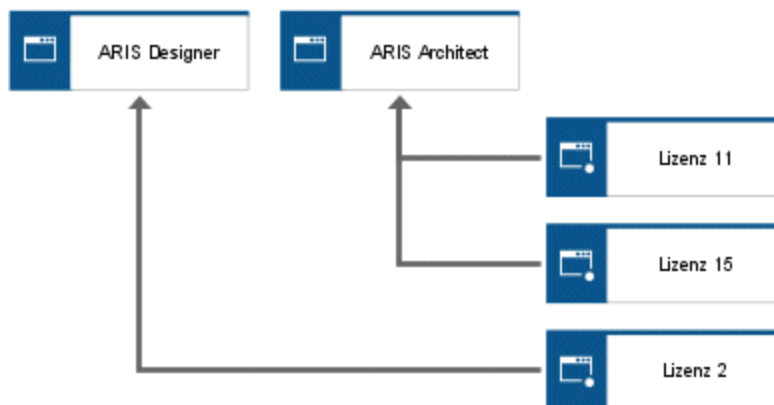 ARIS Designer
ARIS Architect
Lizenz 11
Lizenz 15
Lizenz 2